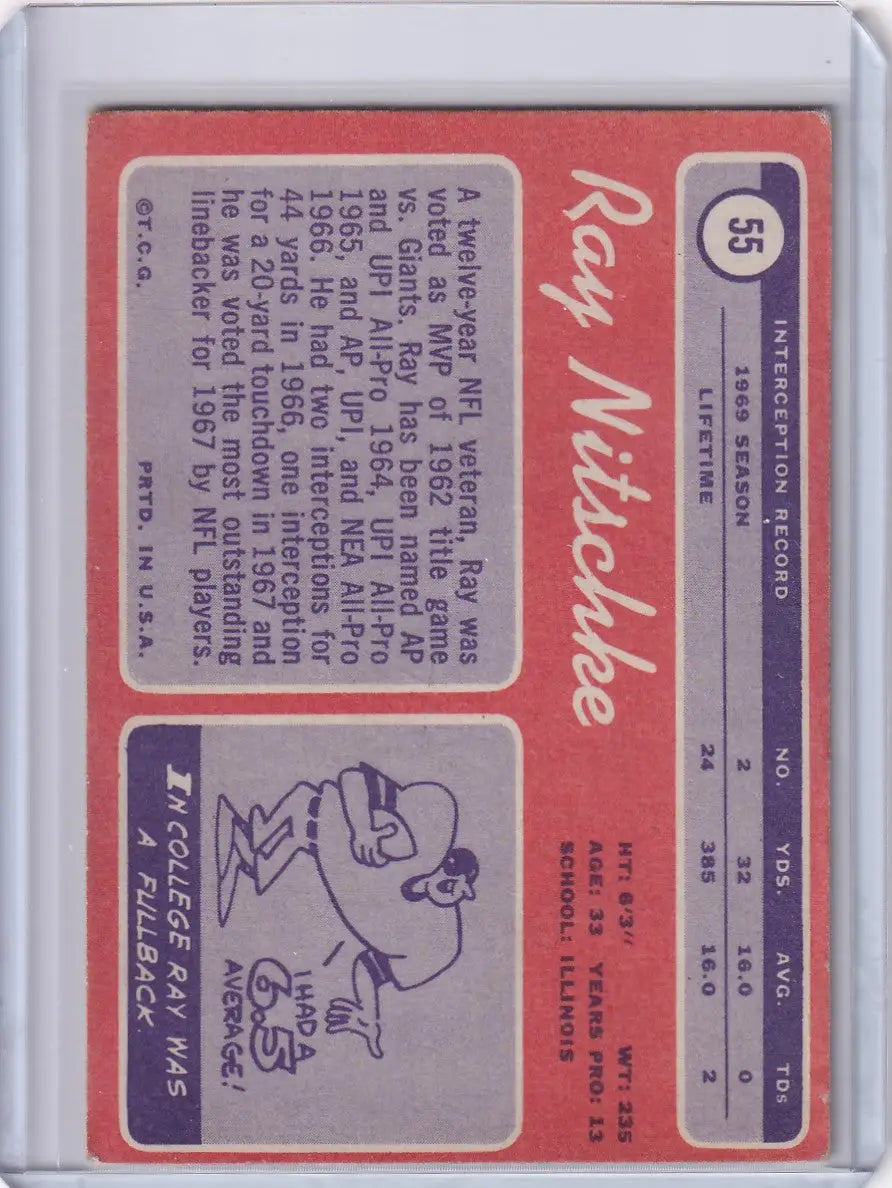 55
INTERCEPTION RECORD NO. YDS. AVG. TDs
1969 SEASON 2 32 16.0 0
LIFETIME 24 385 16.0 2
Ray Nitschke
HT: 6'3" WT: 235
AGE: 33 YEARS PRO: 13
SCHOOL: ILLINOIS
A twelve-year NFL veteran, Ray was
voted as MVP of 1962 title game
vs. Giants. Ray has been named AP
and UPI All-Pro 1964, UPI All-Pro
1965, and AP, UPI, and NEA All-Pro
1966. He had two interceptions for
44 yards in 1966, one interception
for a 20-yard touchdown in 1967 and
he was voted the most outstanding
linebacker for 1967 by NFL players.
©T.C.G. PRTD. IN U.S.A.
I HAD A
6.5
AVERAGE!
IN COLLEGE RAY WAS
A FULLBACK.